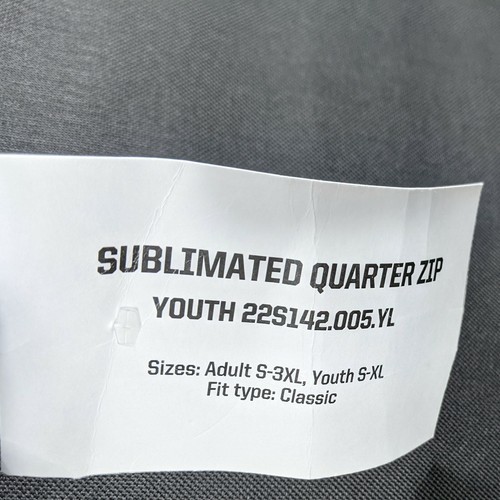 SUBLIMATED QUARTER ZIP
YOUTH 22S142.005.YL
Sizes: Adult S-3XL, Youth S-XL
Fit type: Classic